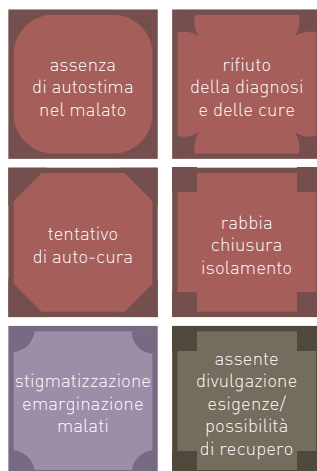 assenza
di autostima
nel malato
rifiuto
della diagnosi
e delle cure
tentativo
di auto-cura
rabbia
chiusura
isolamento
stigmatizzazione
emarginazione
malati
assente
divulgazione
esigenze/
possibilità
di recupero